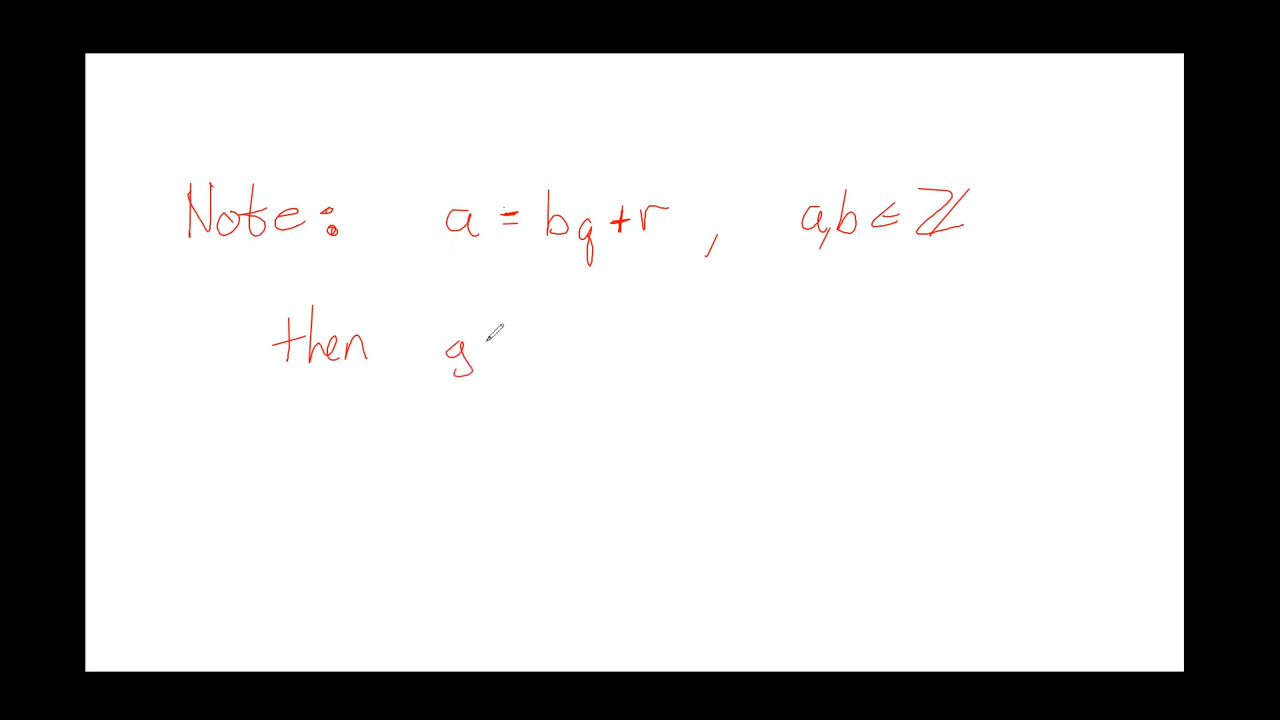 Note: a = bq + r , a,b ∈ ℤ
then g